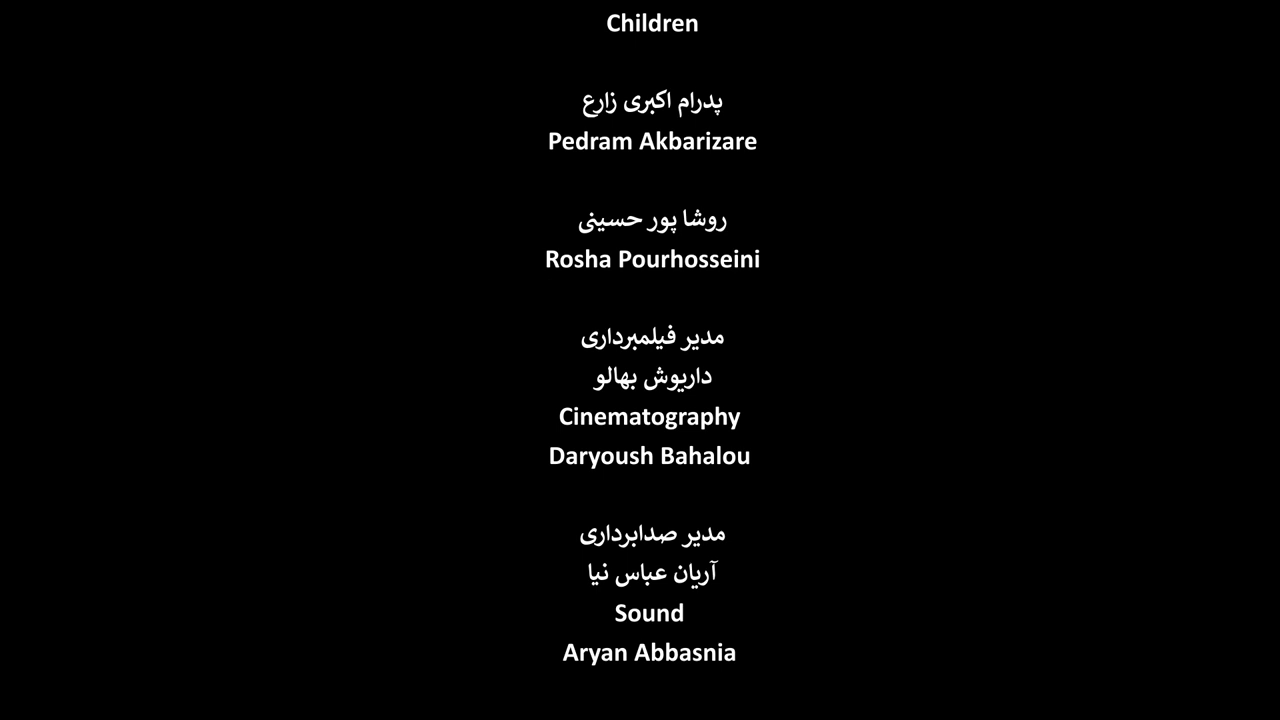 Children
پدرام اکبری زارع
Pedram Akbarizare
روشا پور حسینی
Rosha Pourhosseini
مدیر فیلمبرداری
داریوش بهالو
Cinematography
Daryoush Bahalou
مدیر صدابرداری
آریان عباس نیا
Sound
Aryan Abbasnia